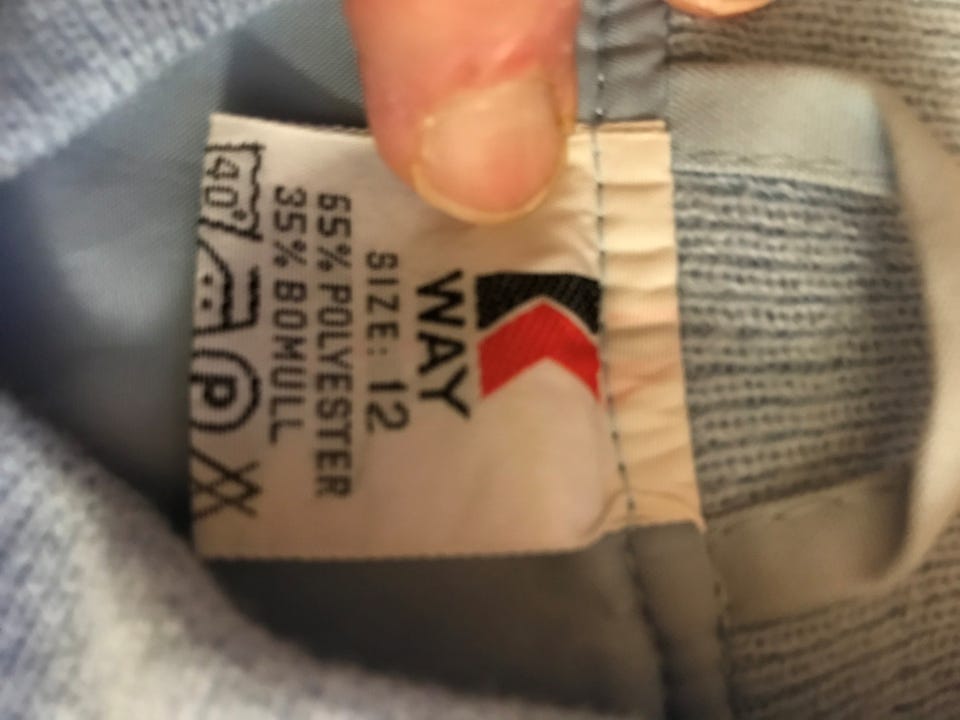 WAY
SIZE: 12
65% POLYESTER
35% BOMULL
40° P